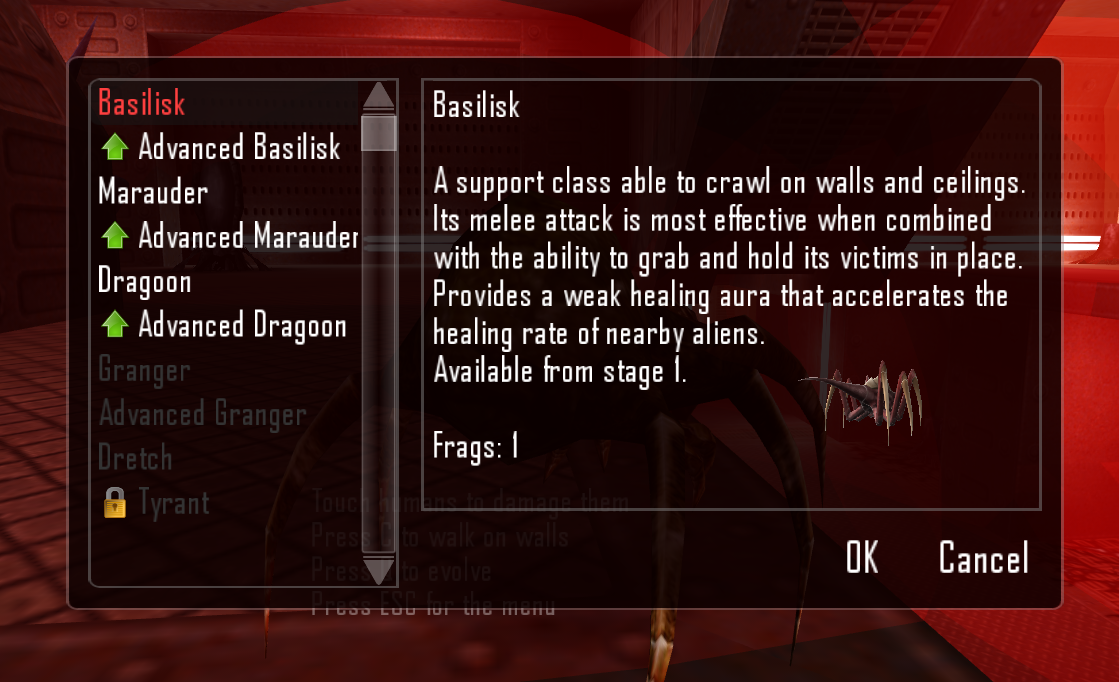 Basilisk
Advanced Basilisk
Marauder
Advanced Marauder
Dragoon
Advanced Dragoon
Granger
Advanced Granger
Dretch
Tyrant
Basilisk
A support class able to crawl on walls and ceilings.
Its melee attack is most effective when combined
with the ability to grab and hold its victims in place.
Provides a weak healing aura that accelerates the
healing rate of nearby aliens.
Available from stage 1.
Frags: 1
Touch humans to damage them
Press C to walk on walls
Press to evolve
Press ESC for the menu
OK
Cancel